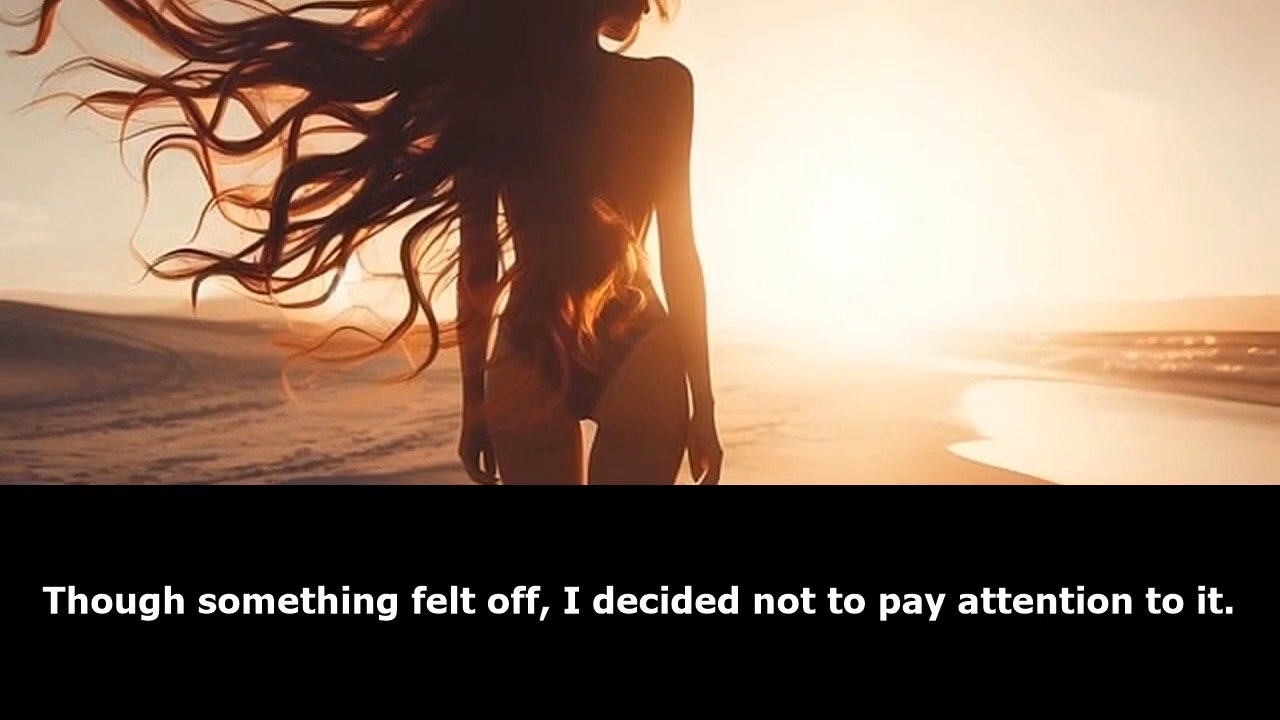 Though something felt off, I decided not to pay attention to it.